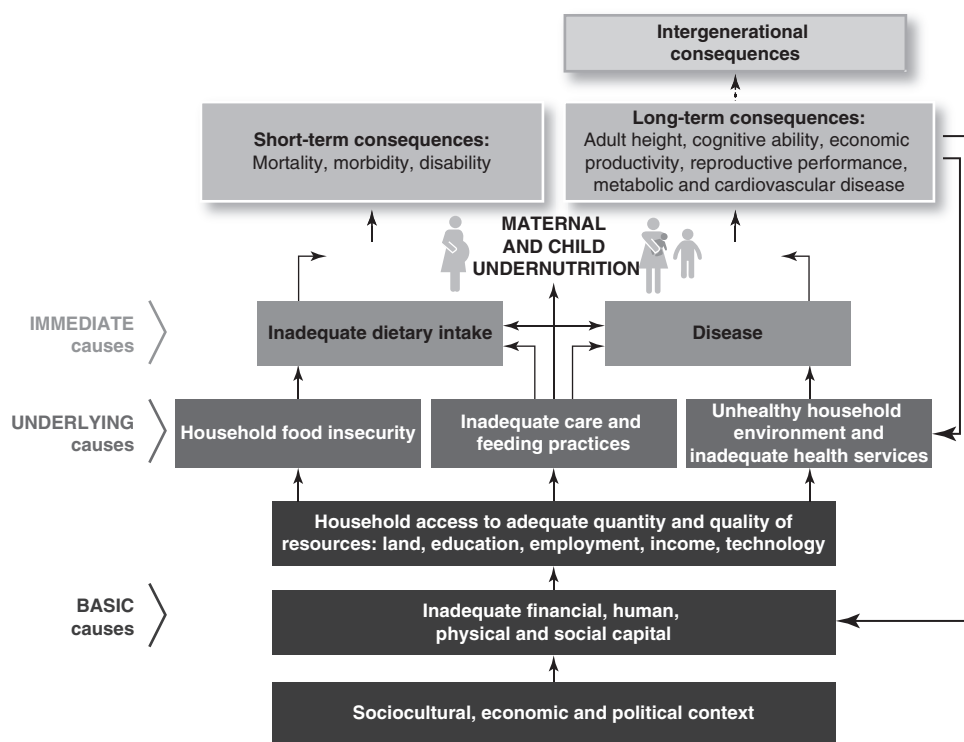 Intergenerational
consequences
Short-term consequences:
Mortality, morbidity, disability
Long-term consequences:
Adult height, cognitive ability, economic
productivity, reproductive performance,
metabolic and cardiovascular disease
MATERNAL
AND CHILD
UNDERNUTRITION
IMMEDIATE
causes
Inadequate dietary intake
Disease
UNDERLYING
causes
Household food insecurity
Inadequate care and
feeding practices
Unhealthy household
environment and
inadequate health services
Household access to adequate quantity and quality of
resources: land, education, employment, income, technology
BASIC
causes
Inadequate financial, human,
physical and social capital
Sociocultural, economic and political context